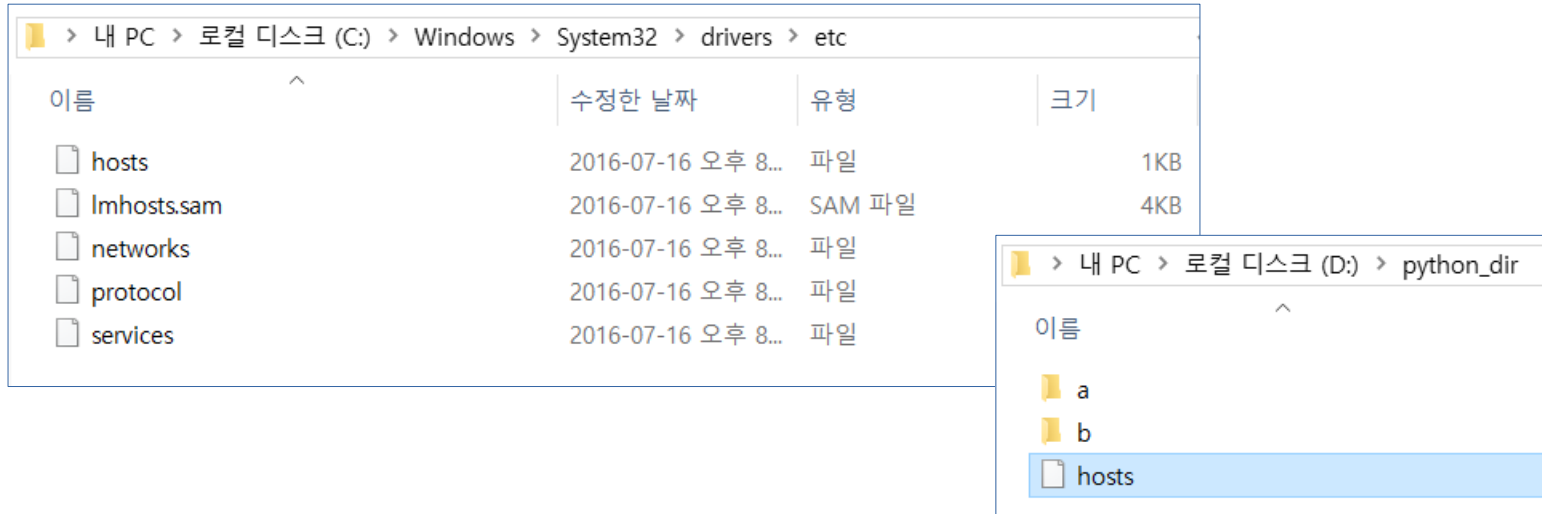 > 내 PC > 로컬 디스크 (C:) > Windows > System32 > drivers > etc
이름 수정한 날짜 유형 크기
hosts 2016-07-16 오후 8... 파일 1KB
lmhosts.sam 2016-07-16 오후 8... SAM 파일 4KB
networks 2016-07-16 오후 8... 파일
protocol 2016-07-16 오후 8... 파일
services 2016-07-16 오후 8... 파일
> 내 PC > 로컬 디스크 (D:) > python_dir
이름
a
b
hosts